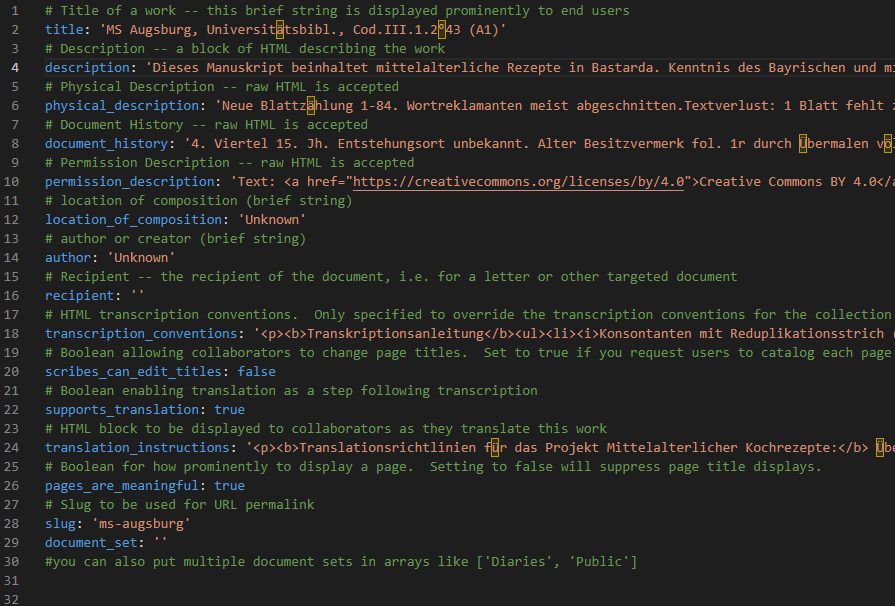 1 # Title of a work -- this brief string is displayed prominently to end users
2 title: 'MS Augsburg, Universitätsbibl., Cod.III.1.2°43 (A1)'
3 # Description -- a block of HTML describing the work
4 description: 'Dieses Manuskript beinhaltet mittelalterliche Rezepte in Bastarda. Kenntnis des Bayrischen und mi
5 # Physical Description -- raw HTML is accepted
6 physical_description: 'Neue Blattzählung 1-84. Wortreklamanten meist abgeschnitten.Textverlust: 1 Blatt fehlt z
7 # Document History -- raw HTML is accepted
8 document_history: '4. Viertel 15. Jh. Entstehungsort unbekannt. Alter Besitzvermerk fol. 1r durch Übermalen völ
9 # Permission Description -- raw HTML is accepted
10 permission_description: 'Text: <a href="https://creativecommons.org/licenses/by/4.0">Creative Commons BY 4.0</a
11 # location of composition (brief string)
12 location_of_composition: 'Unknown'
13 # author or creator (brief string)
14 author: 'Unknown'
15 # Recipient -- the recipient of the document, i.e. for a letter or other targeted document
16 recipient: ''
17 # HTML transcription conventions.  Only specified to override the transcription conventions for the collection
18 transcription_conventions: '<p><b>Transkriptionsanleitung</b><ul><li><i>Konsontanten mit Reduplikationsstrich (
19 # Boolean allowing collaborators to change page titles.  Set to true if you request users to catalog each page
20 scribes_can_edit_titles: false
21 # Boolean enabling translation as a step following transcription
22 supports_translation: true
23 # HTML block to be displayed to collaborators as they translate this work
24 translation_instructions: '<p><b>Translationsrichtlinien für das Projekt Mittelalterlicher Kochrezepte:</b> Übe
25 # Boolean for how prominently to display a page.  Setting to false will suppress page title displays.
26 pages_are_meaningful: true
27 # Slug to be used for URL permalink
28 slug: 'ms-augsburg'
29 document_set: ''
30 #you can also put multiple document sets in arrays like ['Diaries', 'Public']
31
32